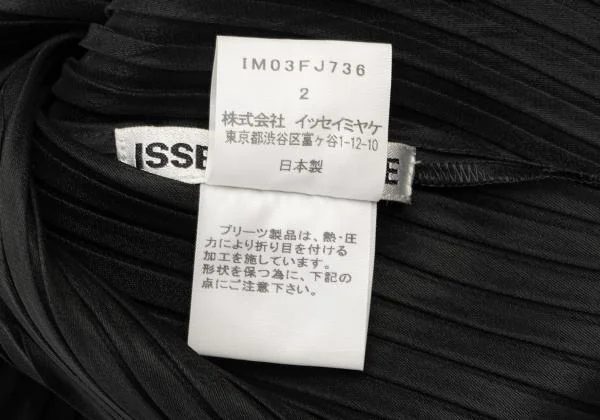 IM03FJ736
2
株式会社 イッセイミヤケ
東京都渋谷区富ヶ谷1-12-10
日本製
ISSE
E
プリーツ製品は、熱・圧
力により折り目を付ける
加工を施しています。
形状を保つ為に、下記の
点にご注意下さい。